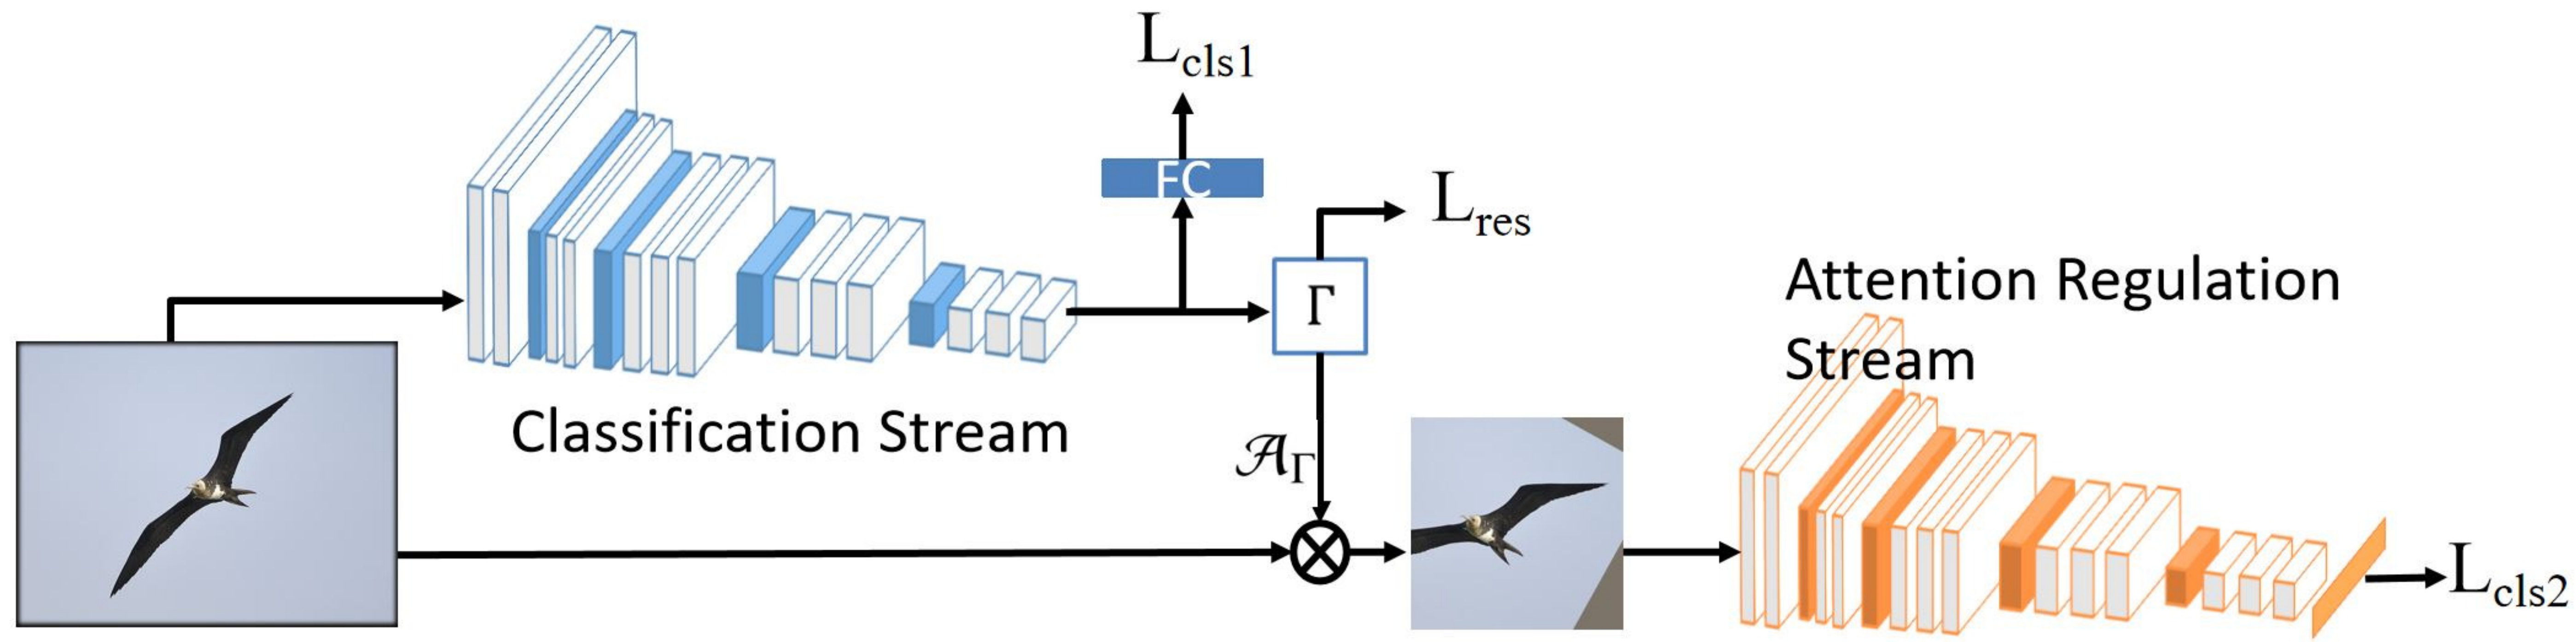 L_cls1
FC
L_res
Γ
Attention Regulation
Stream
Classification Stream
𝒜_Γ
L_cls2